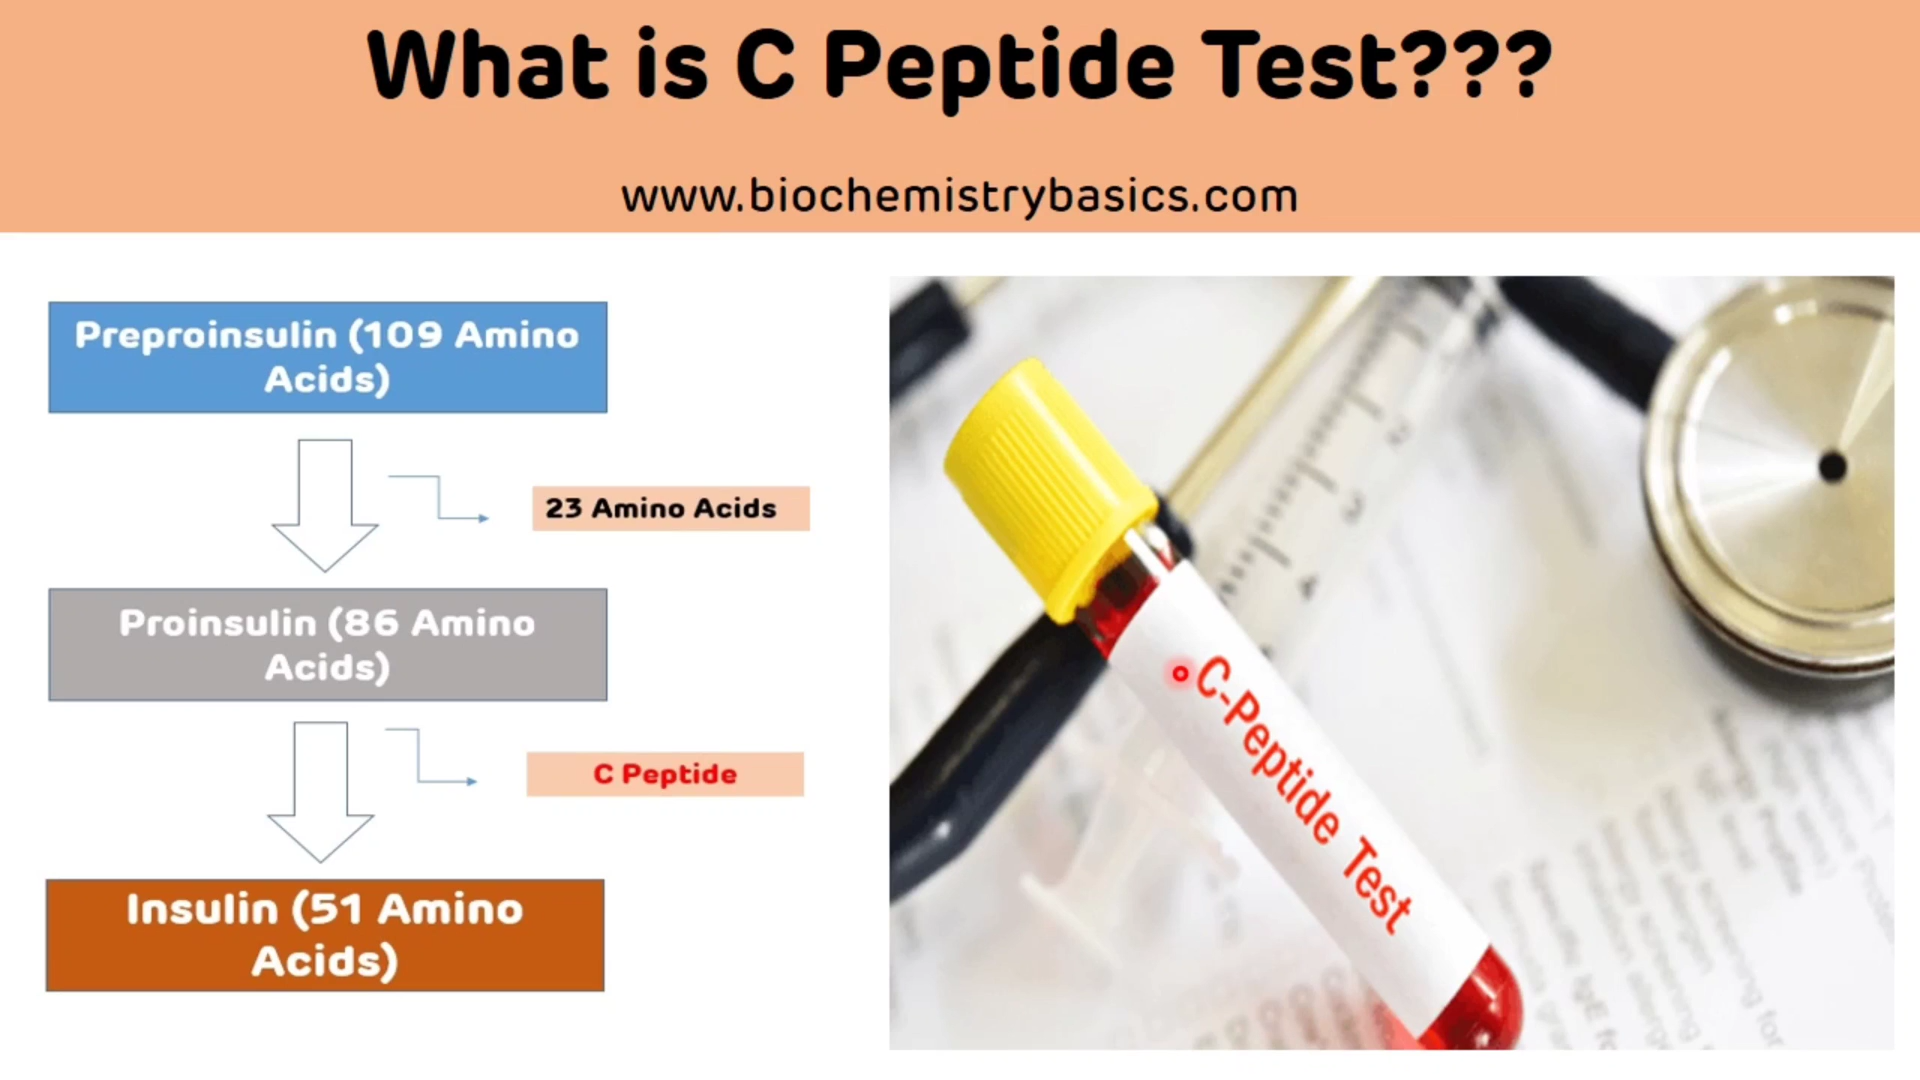 What is C Peptide Test???
www.biochemistrybasics.com
Preproinsulin (109 Amino
Acids)
23 Amino Acids
Proinsulin (86 Amino
Acids)
C Peptide
Insulin (51 Amino
Acids)
C-Peptide Test